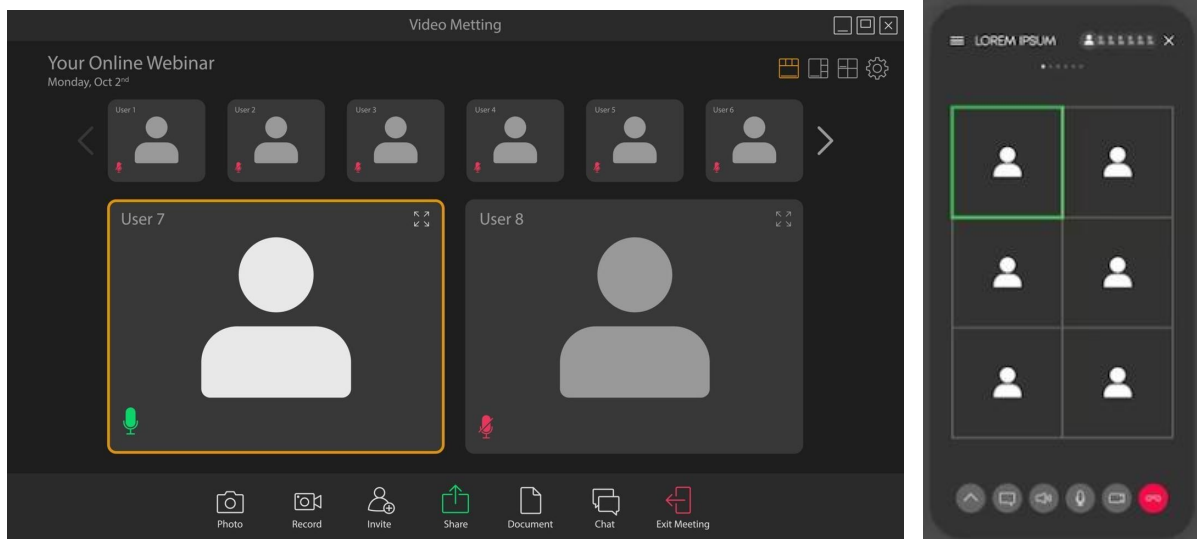 Video Metting
Your Online Webinar
Monday, Oct 2nd
User 1
User 2
User 3
User 4
User 5
User 6
User 7
User 8
Photo
Record
Invite
Share
Document
Chat
Exit Meeting
LOREM IPSUM